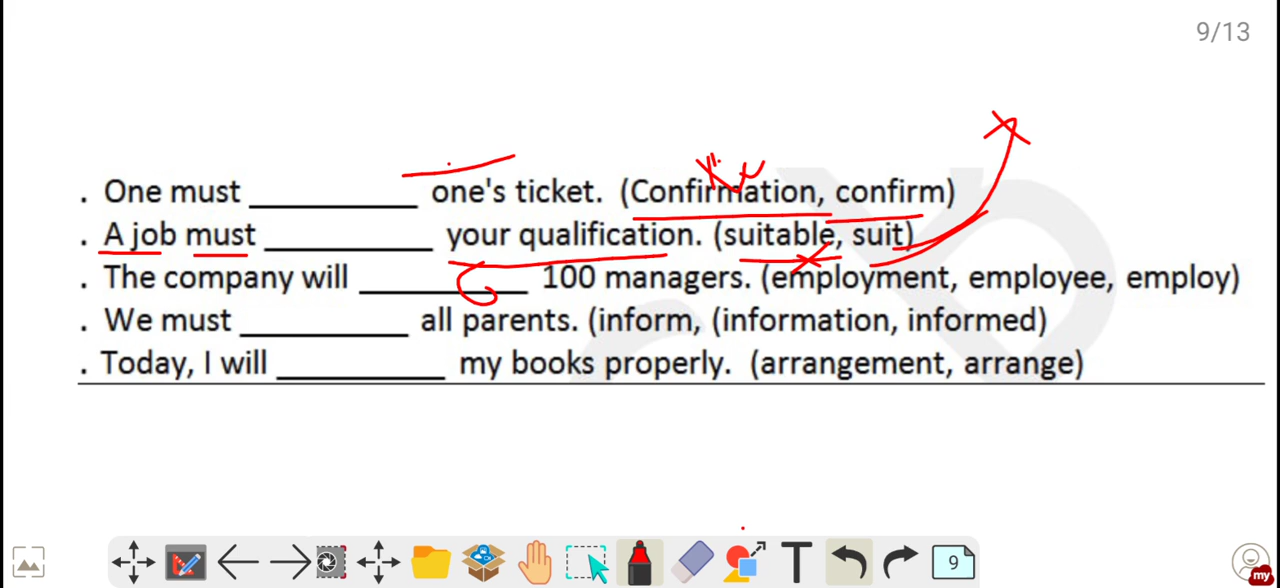 9/13
. One must __________ one's ticket. (Confirmation, confirm)
. A job must __________ your qualification. (suitable, suit)
. The company will __________ 100 managers. (employment, employee, employ)
. We must __________ all parents. (inform, (information, informed)
. Today, I will __________ my books properly. (arrangement, arrange)
T
9
my